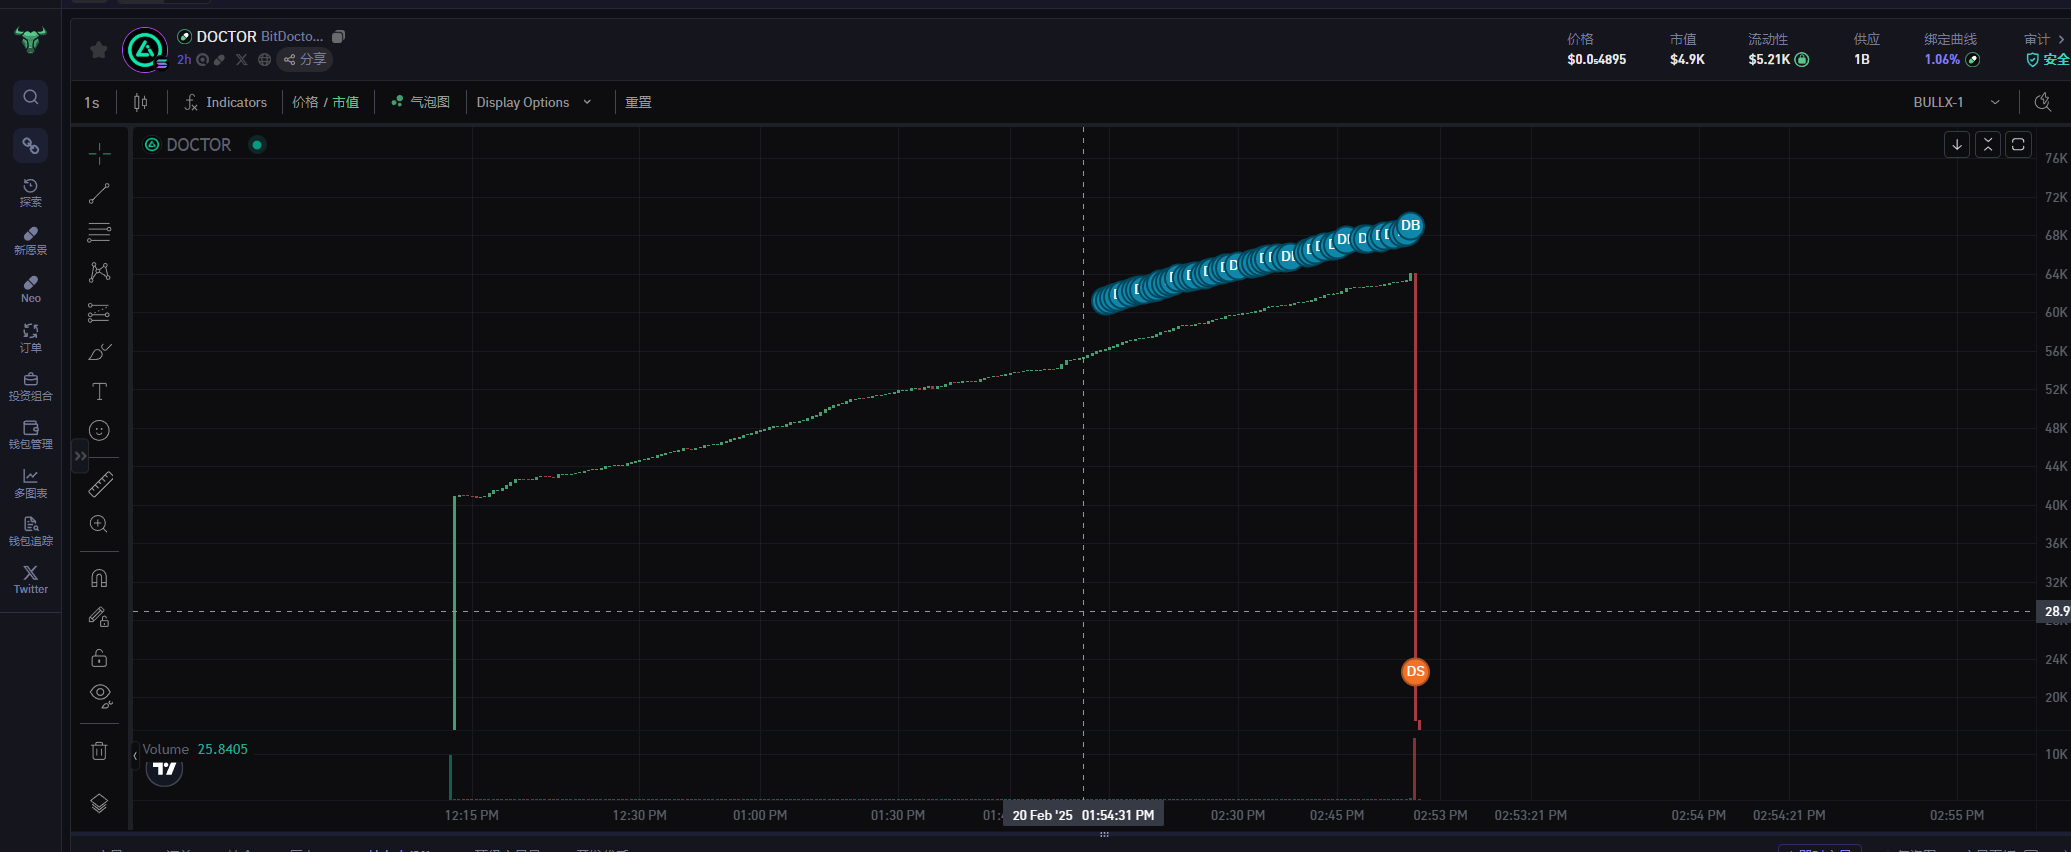 DOCTOR BitDocto...
2h 分享
价格 市值 流动性 供应 绑定曲线 审计
$0.0₅4895 $4.9K $5.21K 1B 1.06% 安全
1s Indicators 价格 / 市值 气泡图 Display Options 重置 BULLX-1
DOCTOR
探索
新愿景
Neo
订单
投资组合
钱包管理
多图表
钱包追踪
Twitter
DB
DS
76K
72K
68K
64K
60K
56K
52K
48K
44K
40K
36K
32K
28.9
24K
20K
10K
Volume 25.8405
12:15 PM 12:30 PM 01:00 PM 01:30 PM 20 Feb '25 01:54:31 PM 02:30 PM 02:45 PM 02:53 PM 02:53:21 PM 02:54 PM 02:54:21 PM 02:55 PM